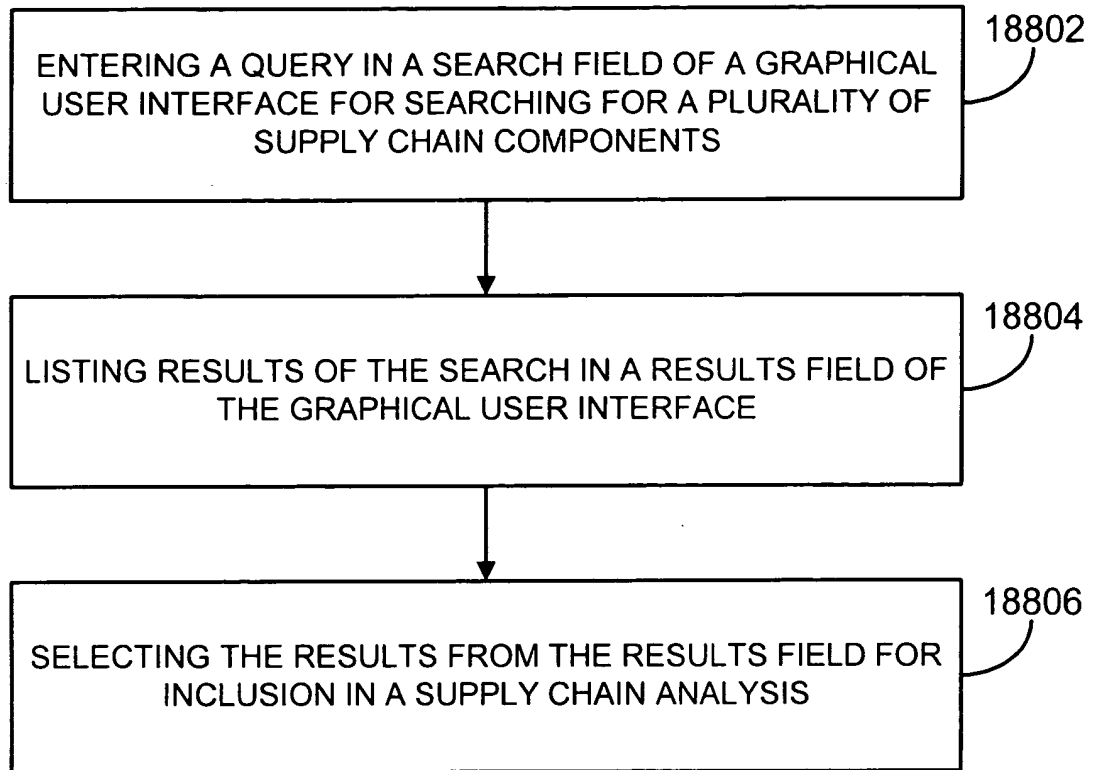 18802
ENTERING A QUERY IN A SEARCH FIELD OF A GRAPHICAL
USER INTERFACE FOR SEARCHING FOR A PLURALITY OF
SUPPLY CHAIN COMPONENTS
18804
LISTING RESULTS OF THE SEARCH IN A RESULTS FIELD OF
THE GRAPHICAL USER INTERFACE
18806
SELECTING THE RESULTS FROM THE RESULTS FIELD FOR
INCLUSION IN A SUPPLY CHAIN ANALYSIS